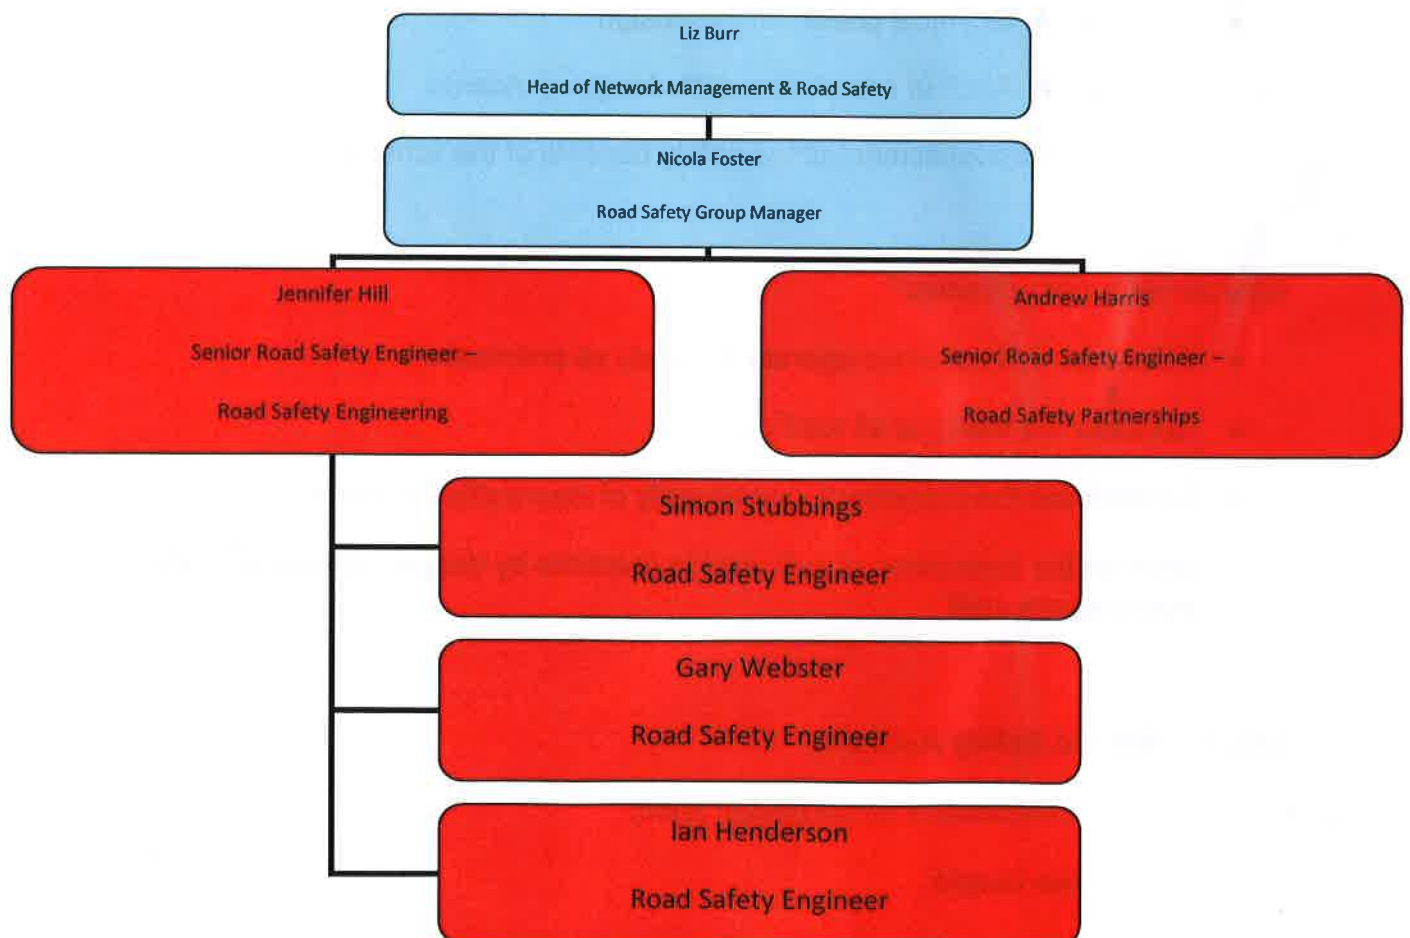 Liz Burr
Head of Network Management & Road Safety
Nicola Foster
Road Safety Group Manager
Jennifer Hill
Senior Road Safety Engineer –
Road Safety Engineering
Andrew Harris
Senior Road Safety Engineer –
Road Safety Partnerships
Simon Stubbings
Road Safety Engineer
Gary Webster
Road Safety Engineer
Ian Henderson
Road Safety Engineer